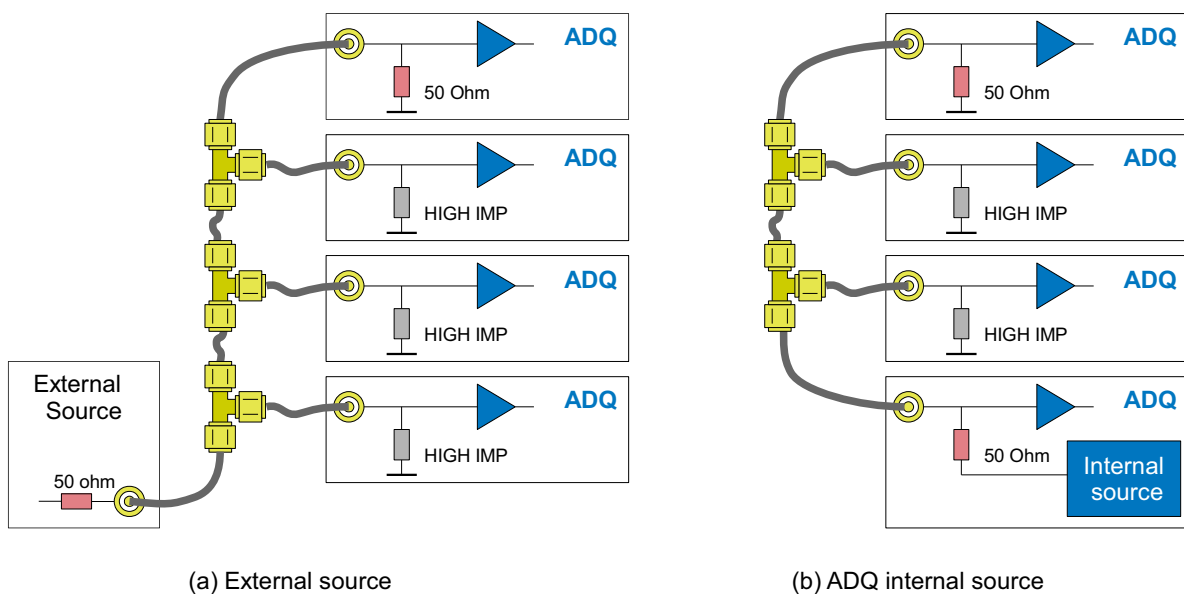 ADQ
50 Ohm
ADQ
HIGH IMP
ADQ
HIGH IMP
ADQ
HIGH IMP
External
Source
50 ohm
(a) External source
ADQ
50 Ohm
ADQ
HIGH IMP
ADQ
HIGH IMP
ADQ
50 Ohm
Internal
source
(b) ADQ internal source